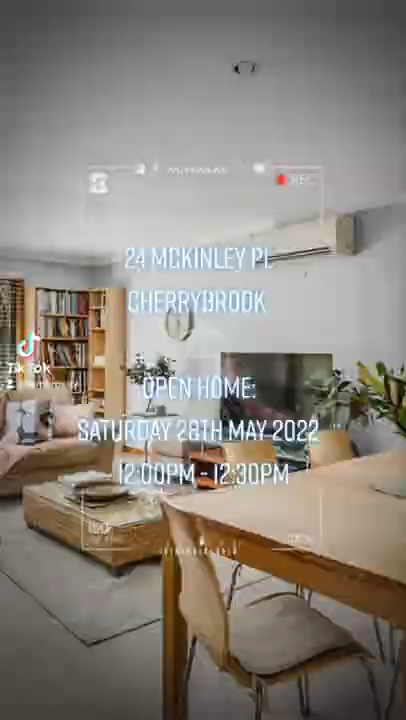 REC
24 MCKINLEY PL
CHERRYBROOK
TikTok
OPEN HOME:
SATURDAY 28TH MAY 2022
12:00PM - 12:30PM